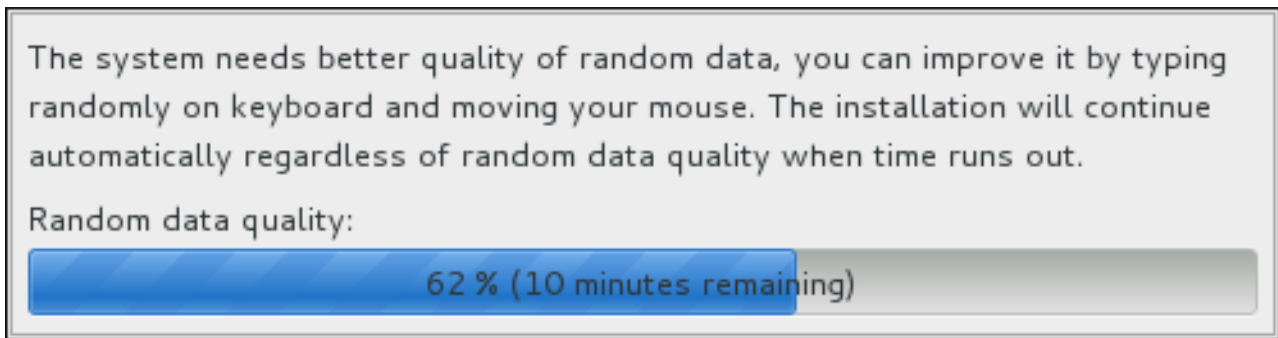 The system needs better quality of random data, you can improve it by typing
randomly on keyboard and moving your mouse. The installation will continue
automatically regardless of random data quality when time runs out.
Random data quality:
62 % (10 minutes remaining)